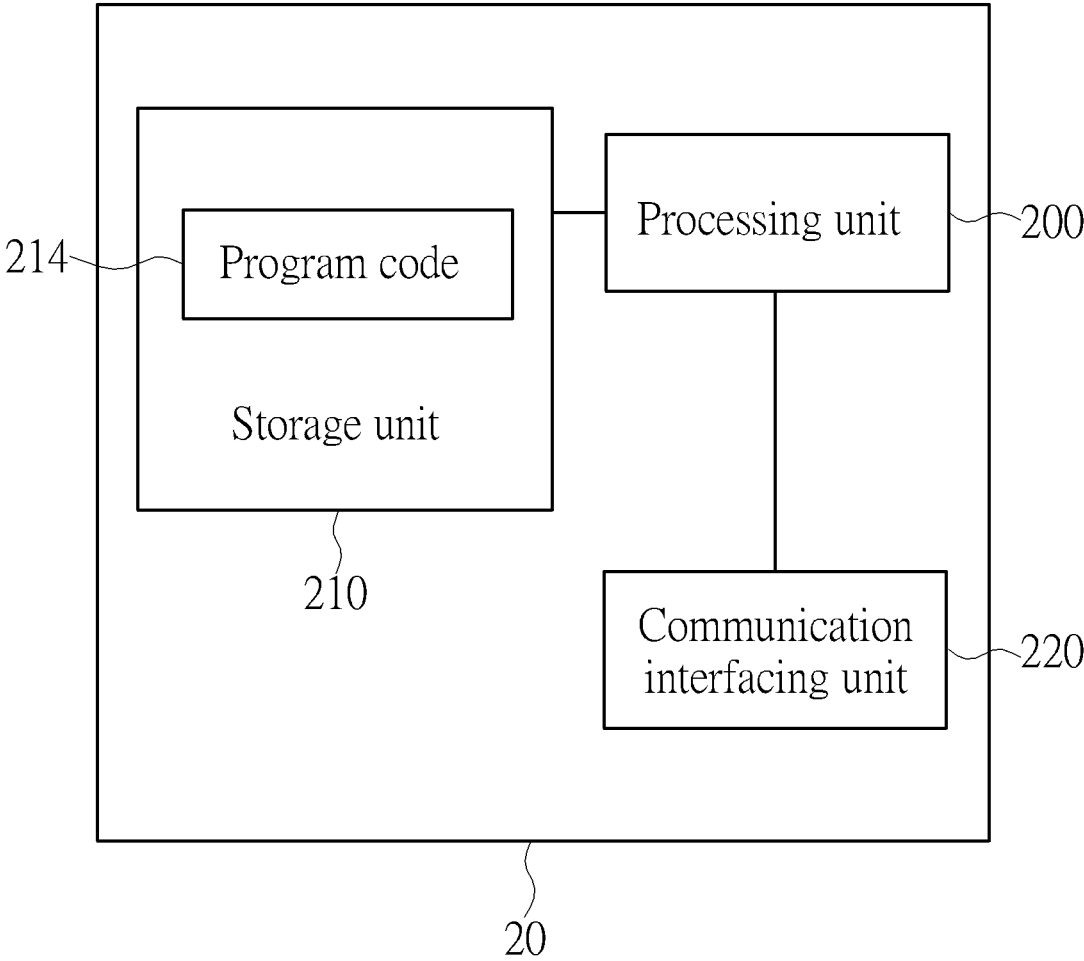 Processing unit
200
214
Program code
Storage unit
210
Communication
interfacing unit
220
20